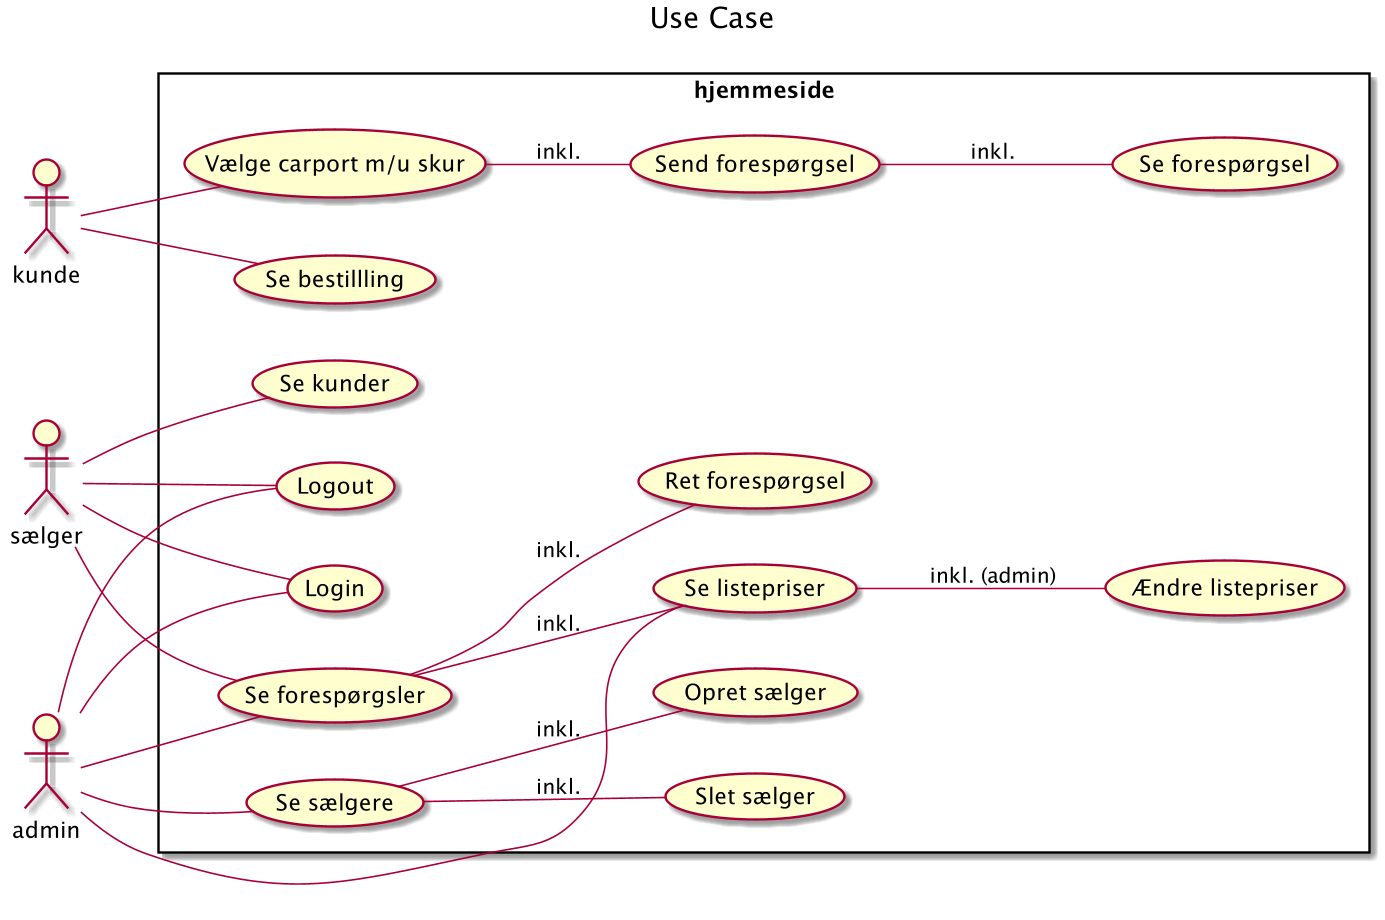 Use Case
hjemmeside
Vælge carport m/u skur
inkl.
Send forespørgsel
inkl.
Se forespørgsel
kunde
Se bestillling
Se kunder
Logout
Ret forespørgsel
sælger
inkl.
Login
Se listepriser
inkl. (admin)
Ændre listepriser
inkl.
Se forespørgsler
Opret sælger
inkl.
Se sælgere
inkl.
Slet sælger
admin